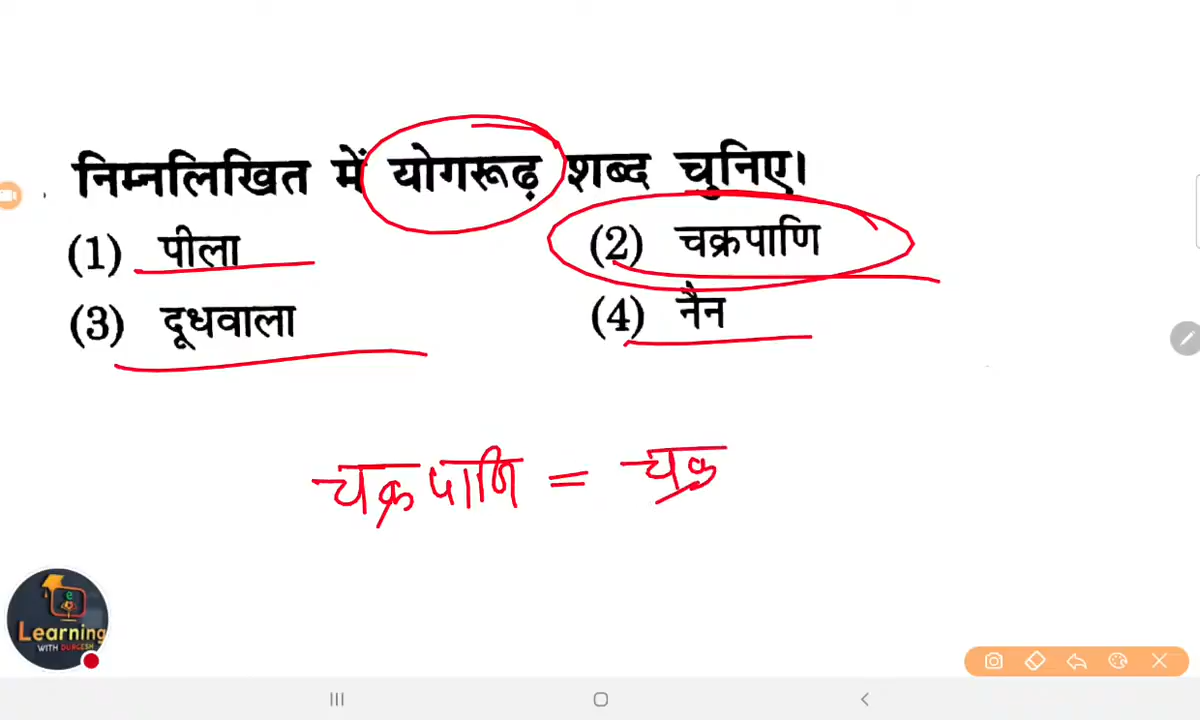 निम्नलिखित में योगरूढ़ शब्द चुनिए।
(1) पीला (2) चक्रपाणि
(3) दूधवाला (4) नैन
चक्रपाणि = चक्र
Learning
WITH DURGESH